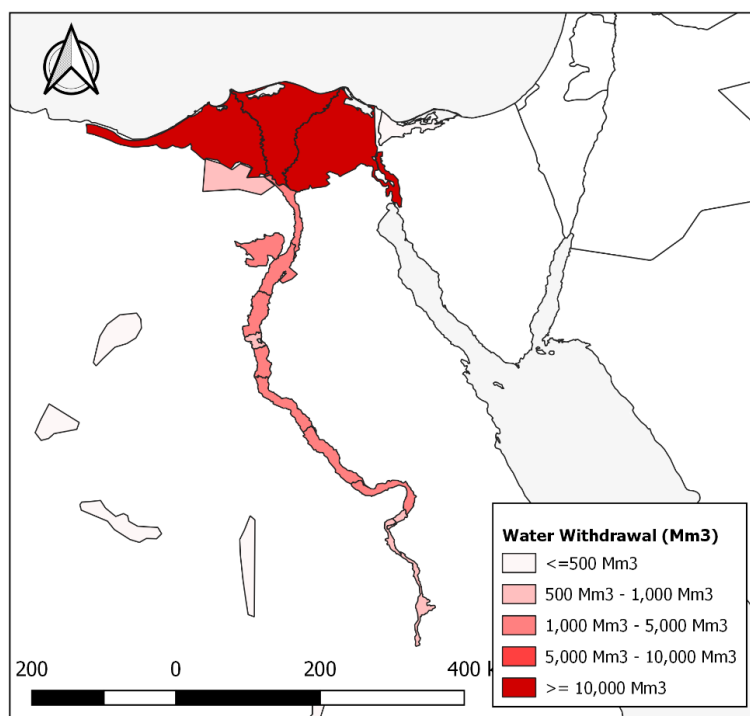 Water Withdrawal (Mm3)
<=500 Mm3
500 Mm3 - 1,000 Mm3
1,000 Mm3 - 5,000 Mm3
5,000 Mm3 - 10,000 Mm3
>= 10,000 Mm3
200 0 200 400